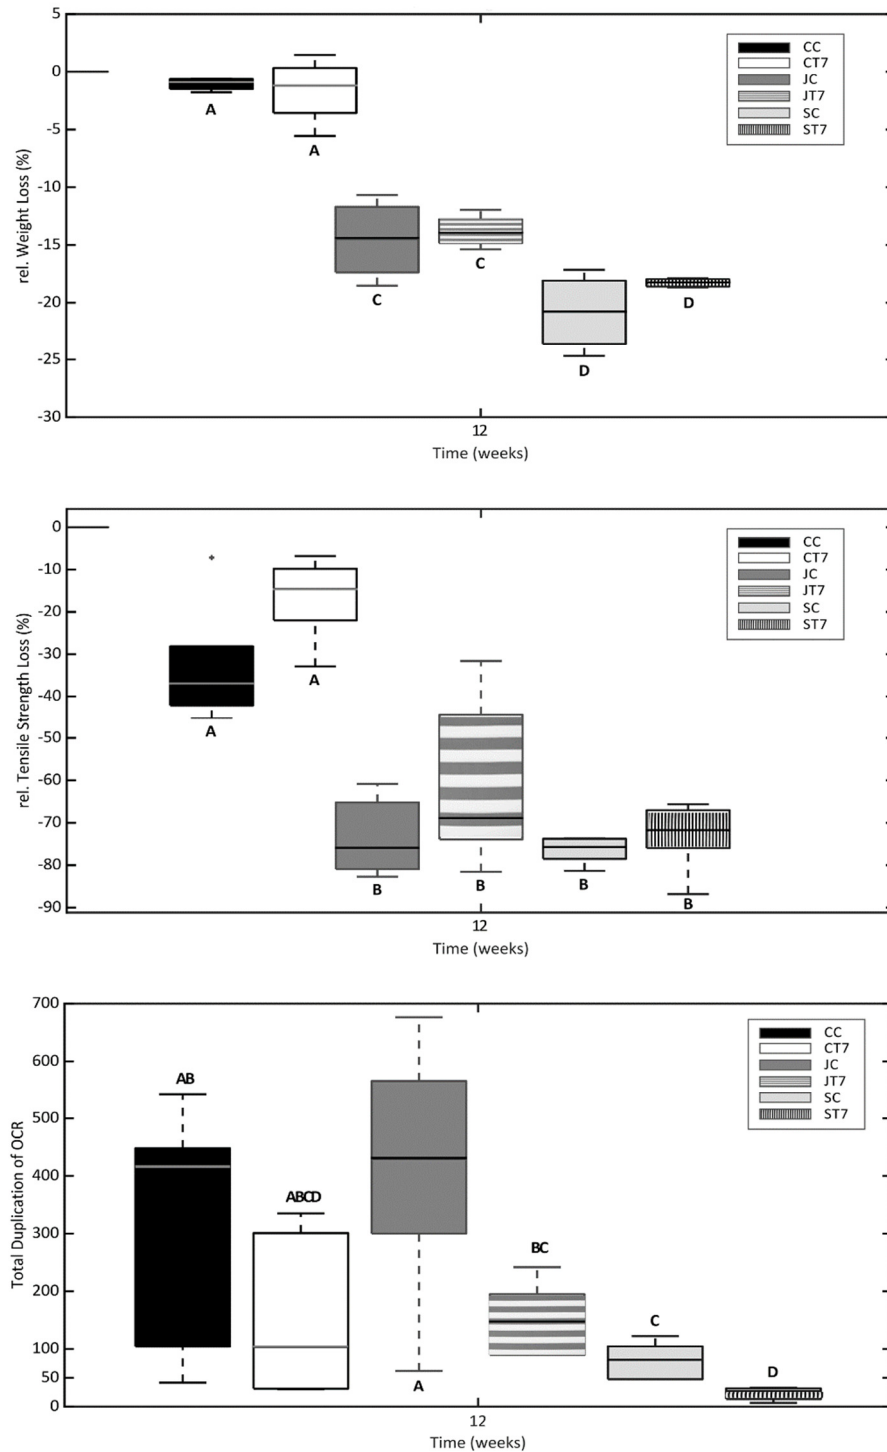 5
0
-5
-10
-15
-20
-25
-30
rel. Weight Loss (%)
CC
CT7
JC
JT7
SC
ST7
A
A
C
C
D
D
12
Time (weeks)
0
-10
-20
-30
-40
-50
-60
-70
-80
-90
rel. Tensile Strength Loss (%)
CC
CT7
JC
JT7
SC
ST7
A
A
B
B
B
B
12
Time (weeks)
700
600
500
400
300
200
100
50
0
Total Duplication of OCR
CC
CT7
JC
JT7
SC
ST7
AB
ABCD
A
BC
C
D
12
Time (weeks)